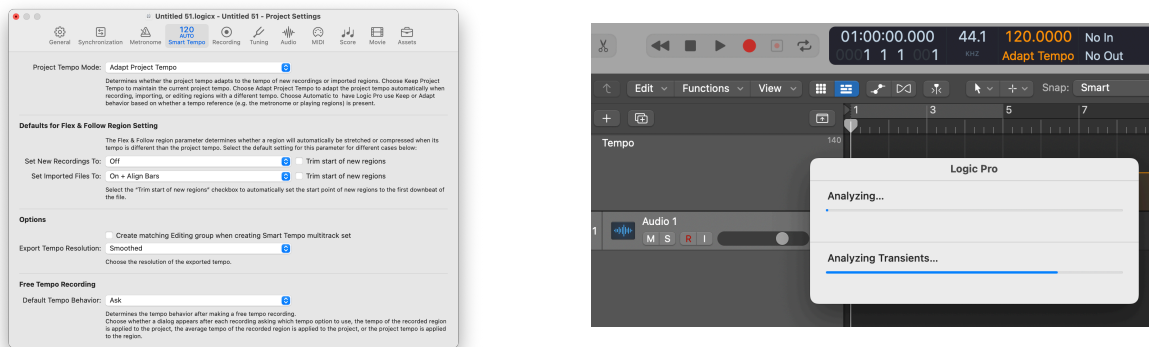 Untitled 51.logicx - Untitled 51 - Project Settings
120
AUTO
General Synchronization Metronome Smart Tempo Recording Tuning Audio MIDI Score Movie Assets
Project Tempo Mode: Adapt Project Tempo
Determines whether the project tempo adapts to the tempo of new recordings or imported regions. Choose Keep Project
Tempo to maintain the current project tempo. Choose Adapt Project Tempo to adapt the project tempo automatically when
recording, importing, or editing regions with a different tempo. Choose Automatic to have Logic Pro use Keep or Adapt
behavior based on whether a tempo reference (e.g. the metronome or playing regions) is present.
Defaults for Flex & Follow Region Setting
The Flex & Follow region parameter determines whether a region will automatically be stretched or compressed when its
tempo is different than the project tempo. Select the default setting for this parameter for different cases below:
Set New Recordings To: Off Trim start of new regions
Set Imported Files To: On + Align Bars Trim start of new regions
Select the "Trim start of new regions" checkbox to automatically set the start point of new regions to the first downbeat of
the file.
Options
Create matching Editing group when creating Smart Tempo multitrack set
Export Tempo Resolution: Smoothed
Choose the resolution of the exported tempo.
Free Tempo Recording
Default Tempo Behavior: Ask
Determines the tempo behavior after making a free tempo recording.
Choose whether a dialog appears after each recording asking which tempo option to use, the tempo of the recorded region
is applied to the project, the average tempo of the recorded region is applied to the project, or the project tempo is applied
to the region.
01:00:00.000 44.1 120.0000 No In
0001 1 1 001 KHZ Adapt Tempo No Out
Edit Functions View Snap: Smart
1 3 5 7
Tempo 140
1 Audio 1
M S R I
Logic Pro
Analyzing...
Analyzing Transients...